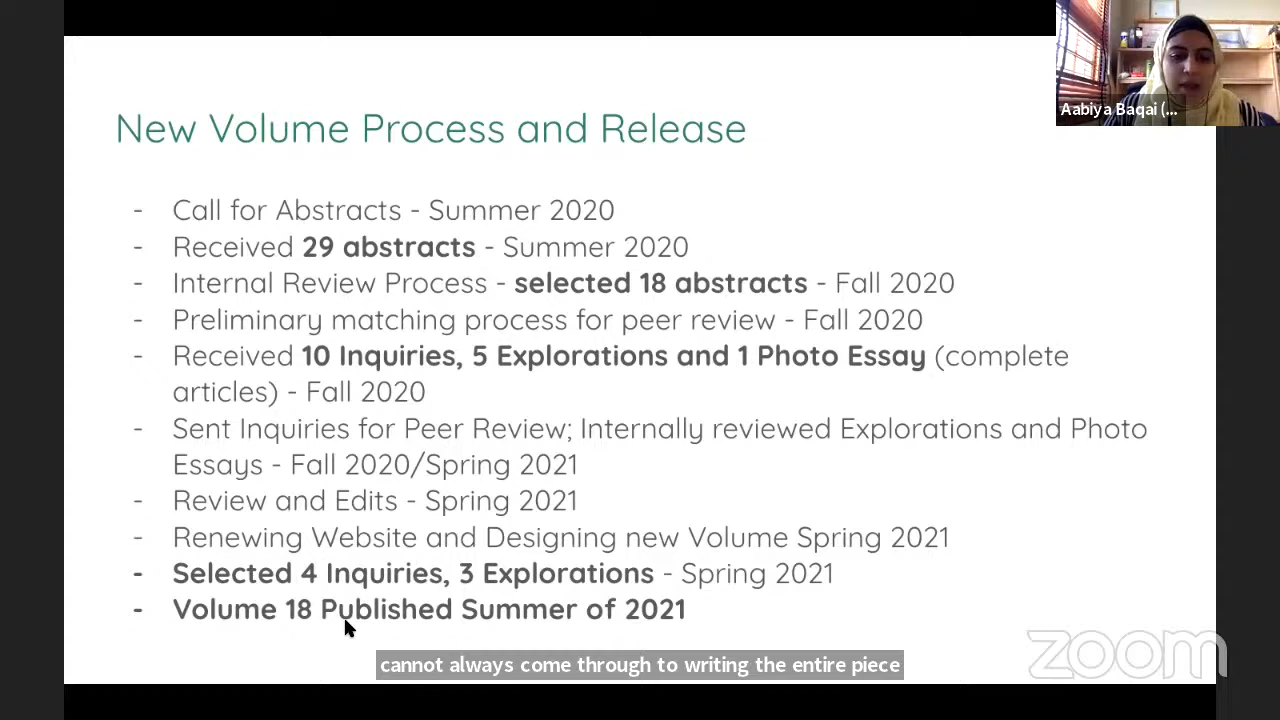 Aabiya Baqai (...
New Volume Process and Release
- Call for Abstracts - Summer 2020
- Received 29 abstracts - Summer 2020
- Internal Review Process - selected 18 abstracts - Fall 2020
- Preliminary matching process for peer review - Fall 2020
- Received 10 Inquiries, 5 Explorations and 1 Photo Essay (complete
articles) - Fall 2020
- Sent Inquiries for Peer Review; Internally reviewed Explorations and Photo
Essays - Fall 2020/Spring 2021
- Review and Edits - Spring 2021
- Renewing Website and Designing new Volume Spring 2021
- Selected 4 Inquiries, 3 Explorations - Spring 2021
- Volume 18 Published Summer of 2021
cannot always come through to writing the entire piece
zoom